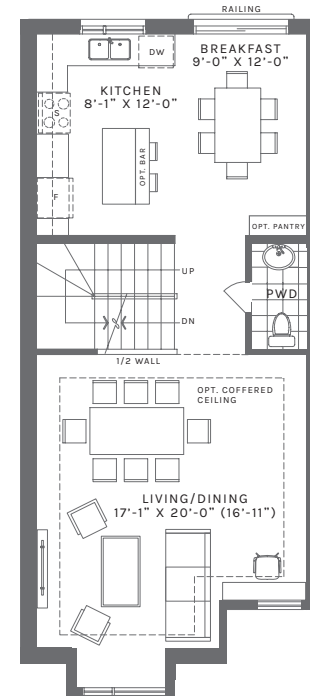 RAILING
DW
BREAKFAST
9'-0" X 12'-0"
KITCHEN
8'-1" X 12'-0"
S
OPT. BAR
F
OPT. PANTRY
UP
PWD
DN
1/2 WALL
OPT. COFFERED
CEILING
LIVING/DINING
17'-1" X 20'-0" (16'-11")